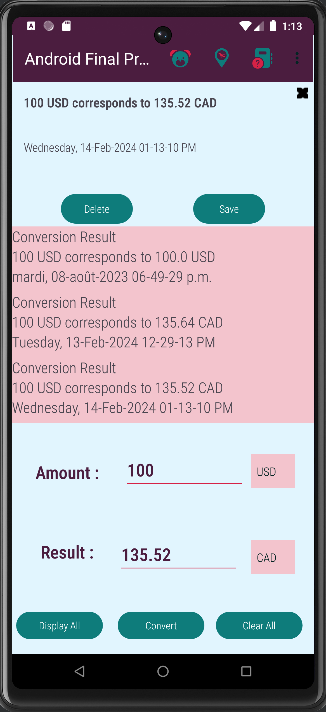 1:13
Android Final Pr...
100 USD corresponds to 135.52 CAD
Wednesday, 14-Feb-2024 01-13-10 PM
Delete Save
Conversion Result
100 USD corresponds to 100.0 USD
mardi, 08-août-2023 06-49-29 p.m.
Conversion Result
100 USD corresponds to 135.64 CAD
Tuesday, 13-Feb-2024 12-29-13 PM
Conversion Result
100 USD corresponds to 135.52 CAD
Wednesday, 14-Feb-2024 01-13-10 PM
Amount : 100 USD
Result : 135.52 CAD
Display All Convert Clear All